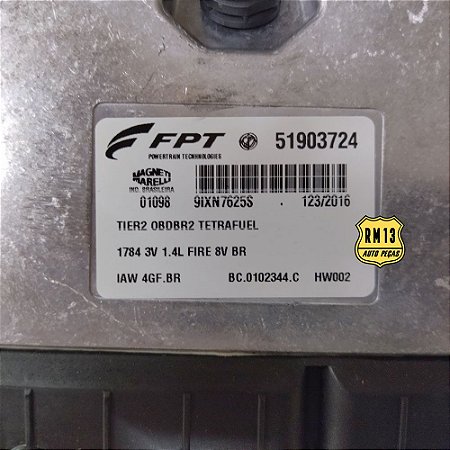 FPT
51903724
POWERTRAIN TECHNOLOGIES
MAGNETI
MARELLI
IND. BRASILEIRA
01098 9IXN7625S . 123/2016
TIER2 OBDBR2 TETRAFUEL
1784 3V 1.4L FIRE 8V BR
IAW 4GF.BR BC.0102344.C HW002
RM13
AUTO PEÇAS